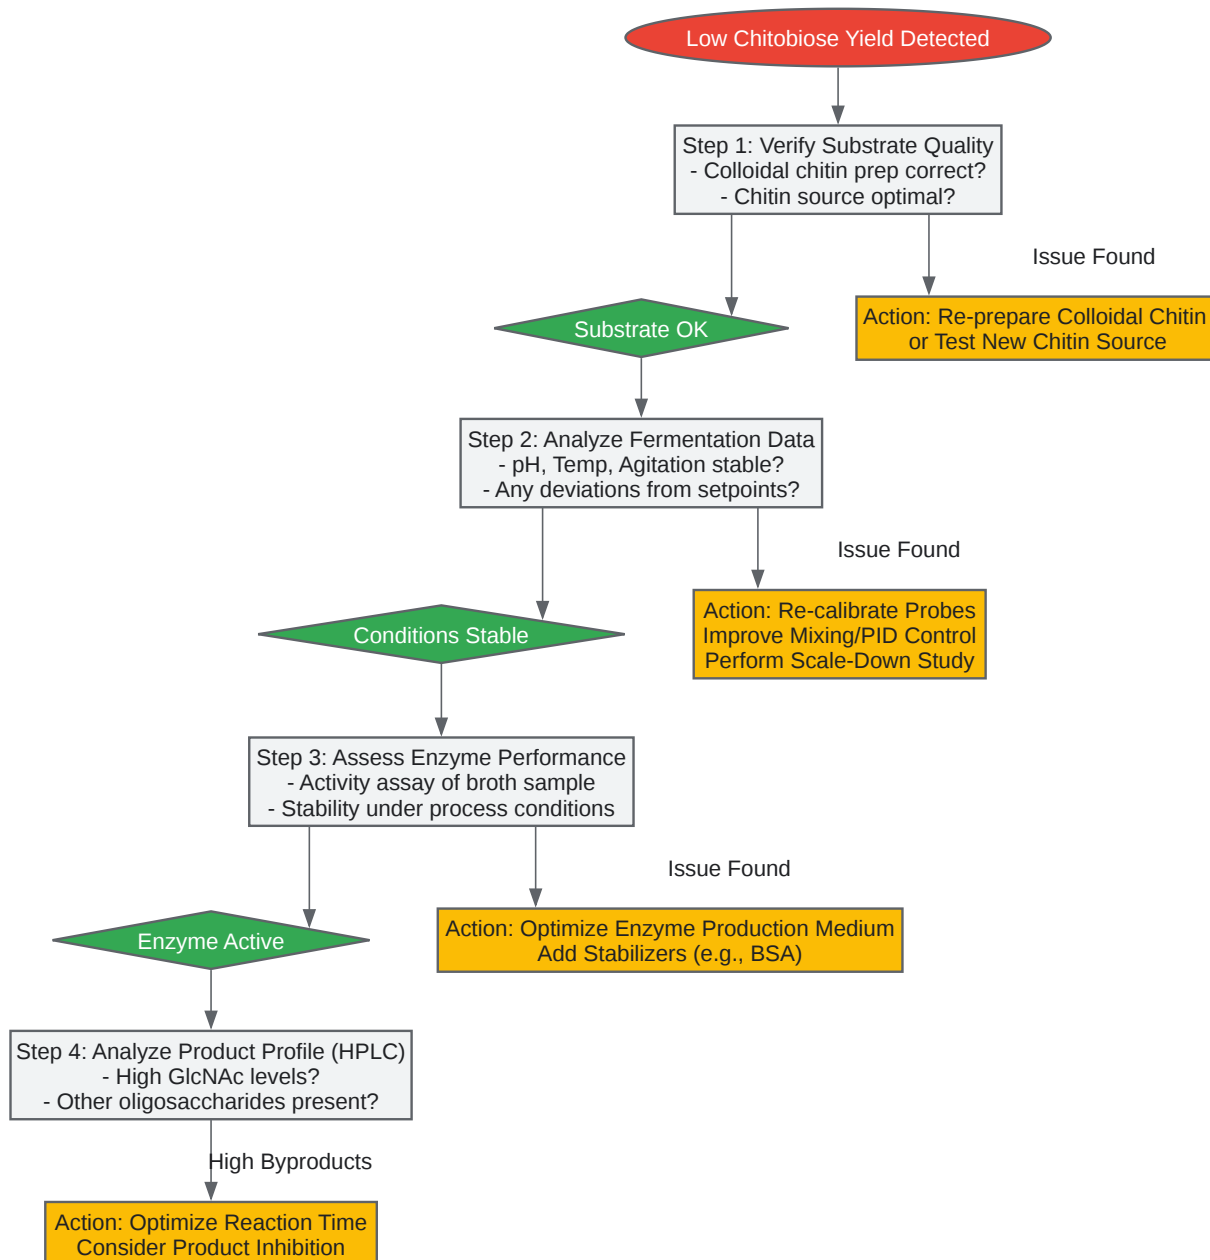 Low Chitobiose Yield Detected
Step 1: Verify Substrate Quality
- Colloidal chitin prep correct?
- Chitin source optimal?
Issue Found
Substrate OK
Action: Re-prepare Colloidal Chitin
or Test New Chitin Source
Step 2: Analyze Fermentation Data
- pH, Temp, Agitation stable?
- Any deviations from setpoints?
Issue Found
Conditions Stable
Action: Re-calibrate Probes
Improve Mixing/PID Control
Perform Scale-Down Study
Step 3: Assess Enzyme Performance
- Activity assay of broth sample
- Stability under process conditions
Issue Found
Enzyme Active
Action: Optimize Enzyme Production Medium
Add Stabilizers (e.g., BSA)
Step 4: Analyze Product Profile (HPLC)
- High GlcNAc levels?
- Other oligosaccharides present?
High Byproducts
Action: Optimize Reaction Time
Consider Product Inhibition